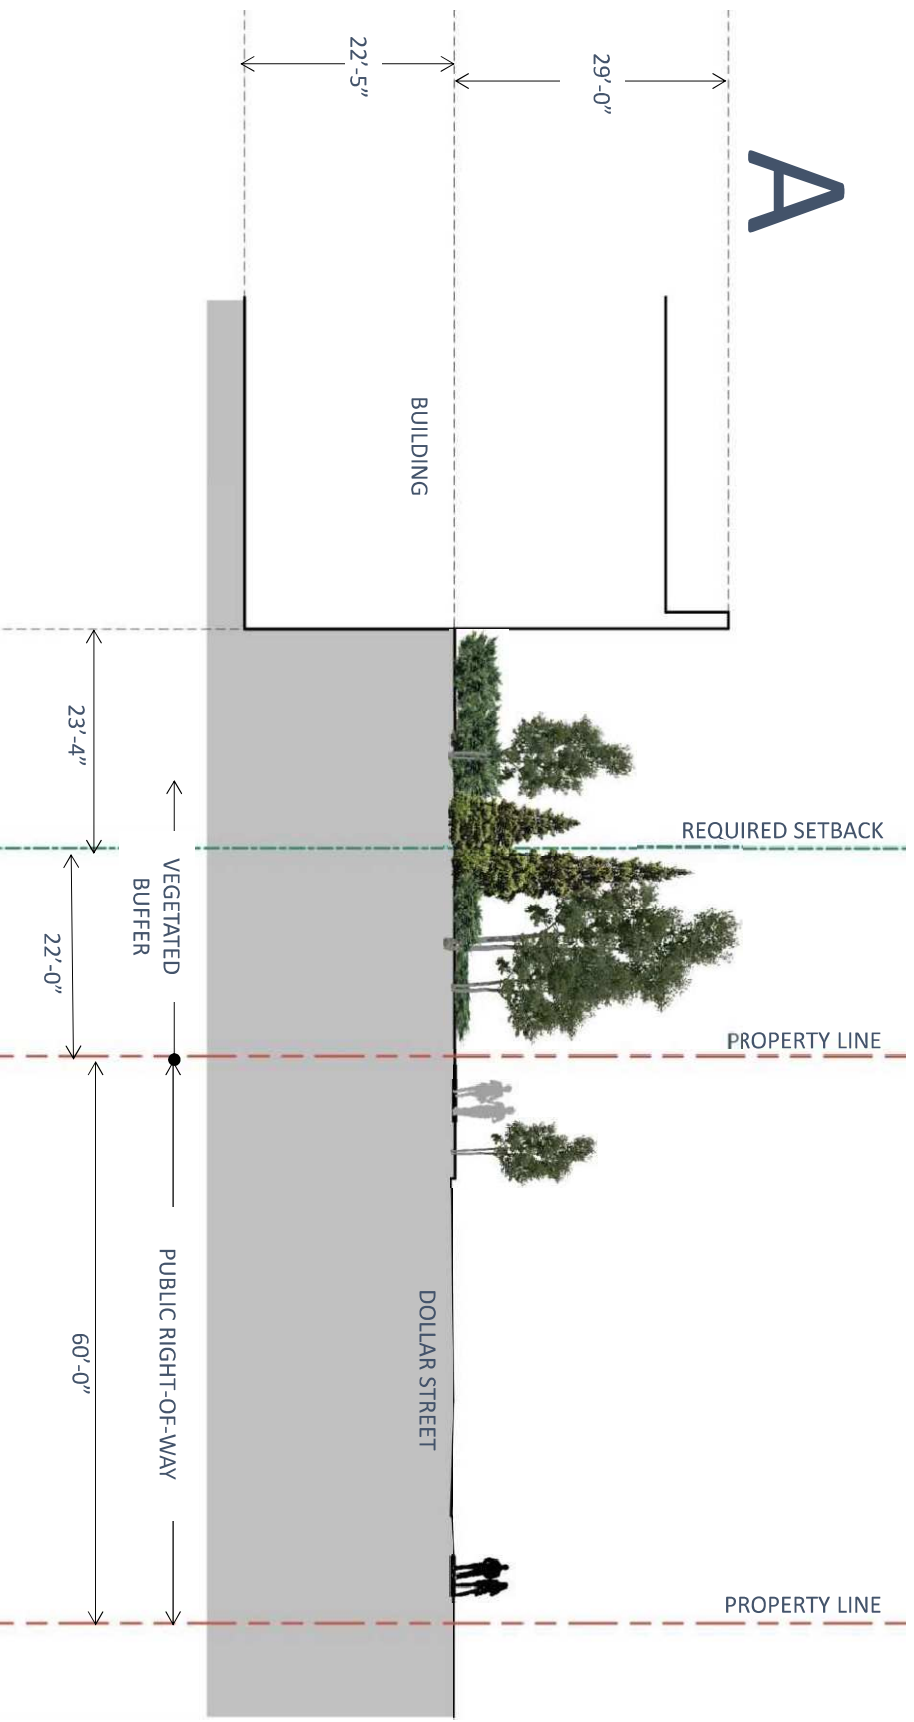 A
29’-0”
22’-5”
BUILDING
REQUIRED SETBACK
PROPERTY LINE
PROPERTY LINE
DOLLAR STREET
VEGETATED
BUFFER
PUBLIC RIGHT-OF-WAY
23’-4”
22’-0”
60’-0”